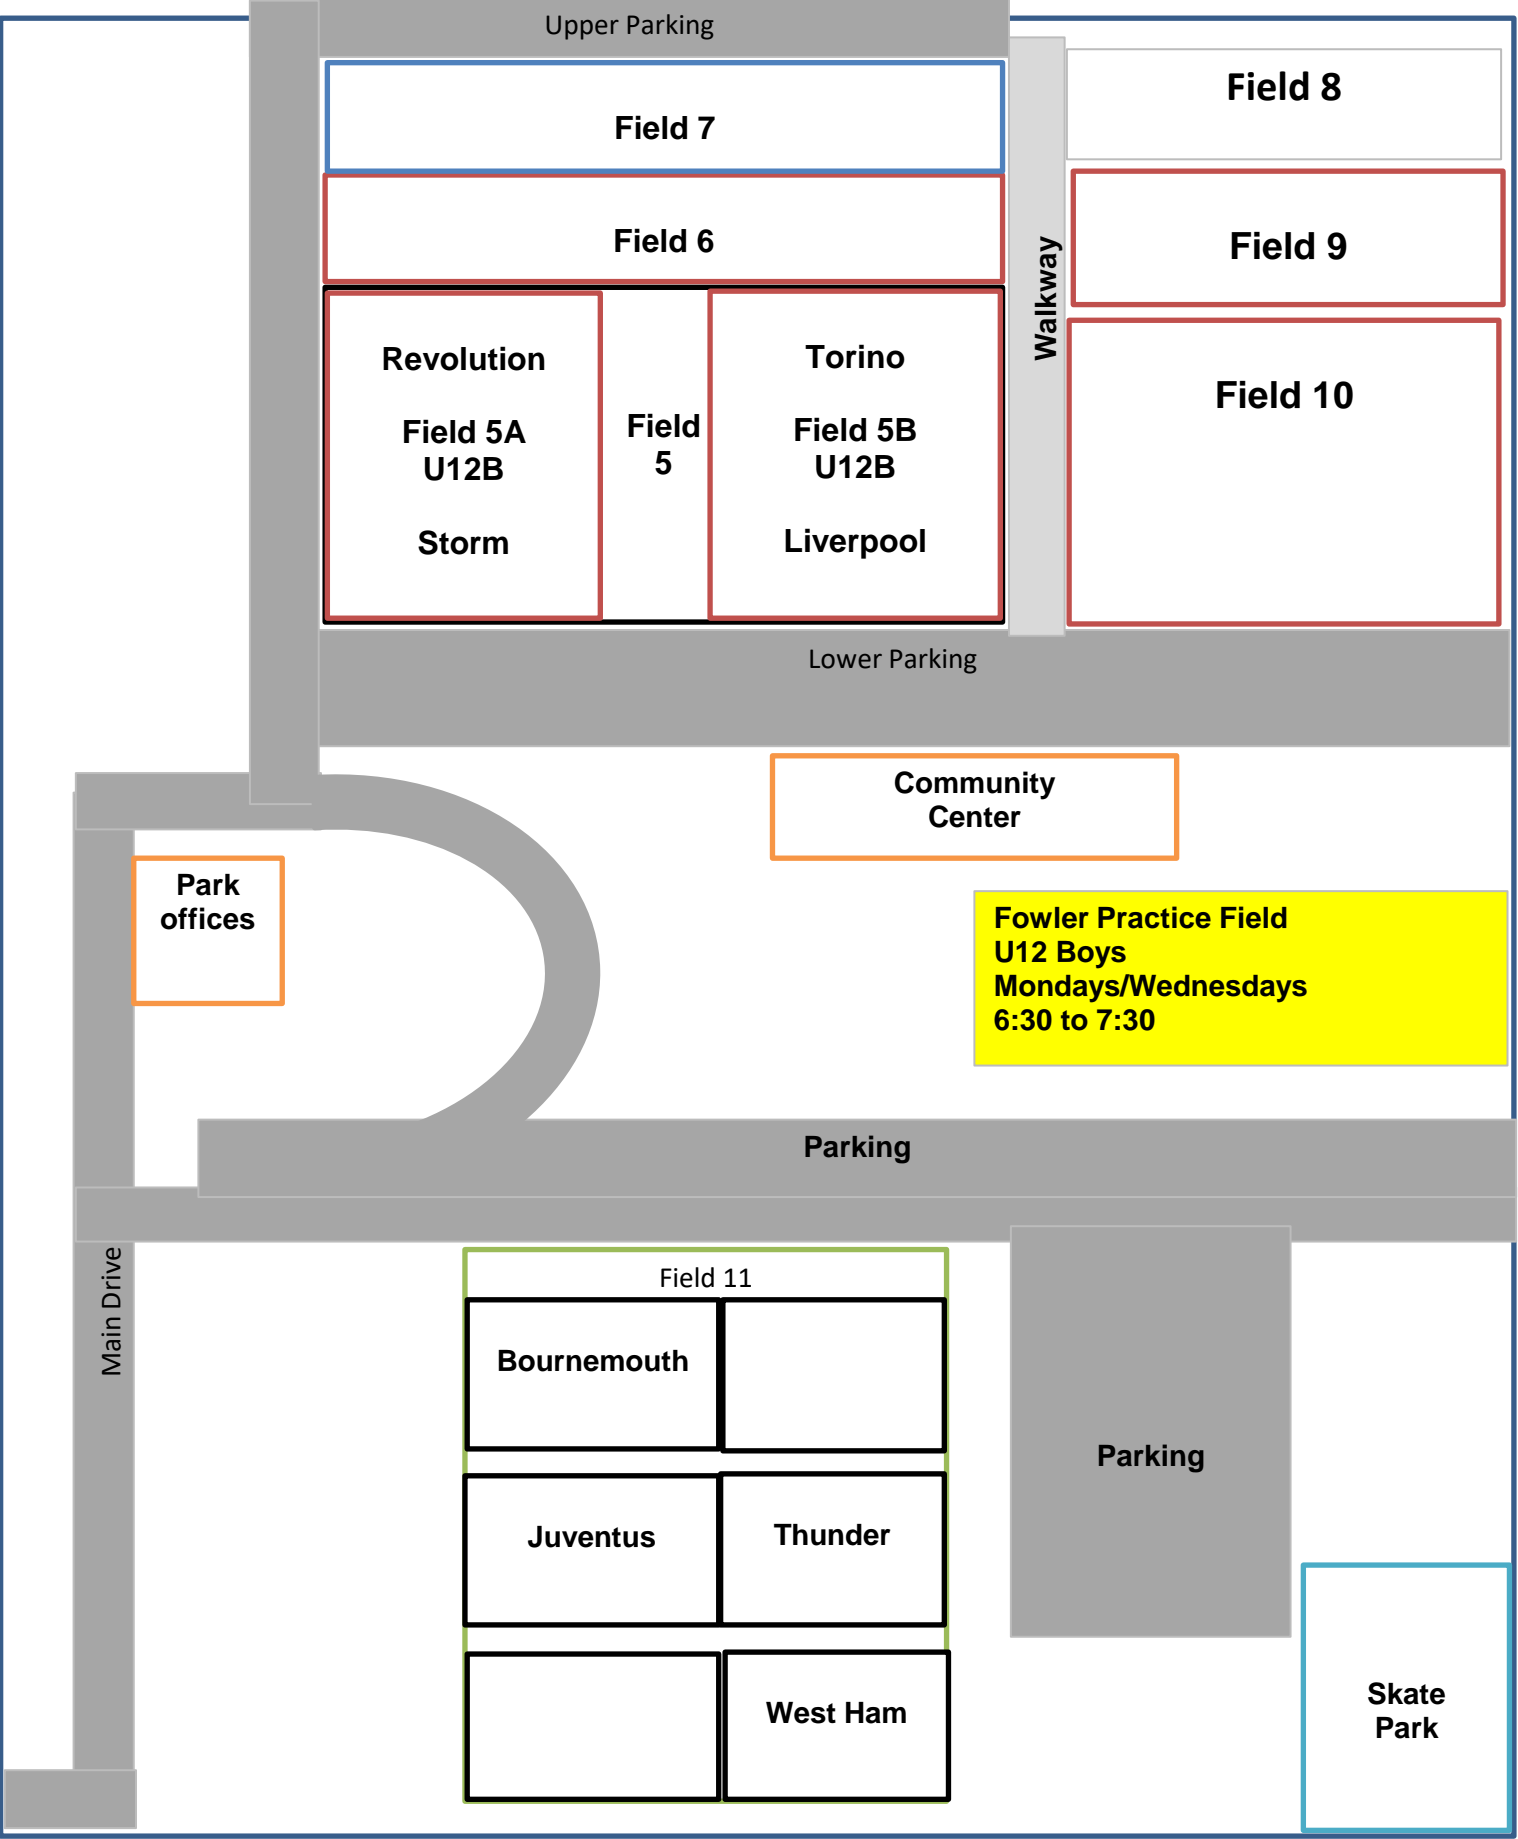 Upper Parking
Field 7
Field 8
Field 6
Field 9
Walkway
Revolution
Field 5A
U12B
Storm
Field
5
Torino
Field 5B
U12B
Liverpool
Field 10
Lower Parking
Community
Center
Park
offices
Fowler Practice Field
U12 Boys
Mondays/Wednesdays
6:30 to 7:30
Parking
Main Drive
Field 11
Bournemouth
Juventus
Thunder
West Ham
Parking
Skate
Park